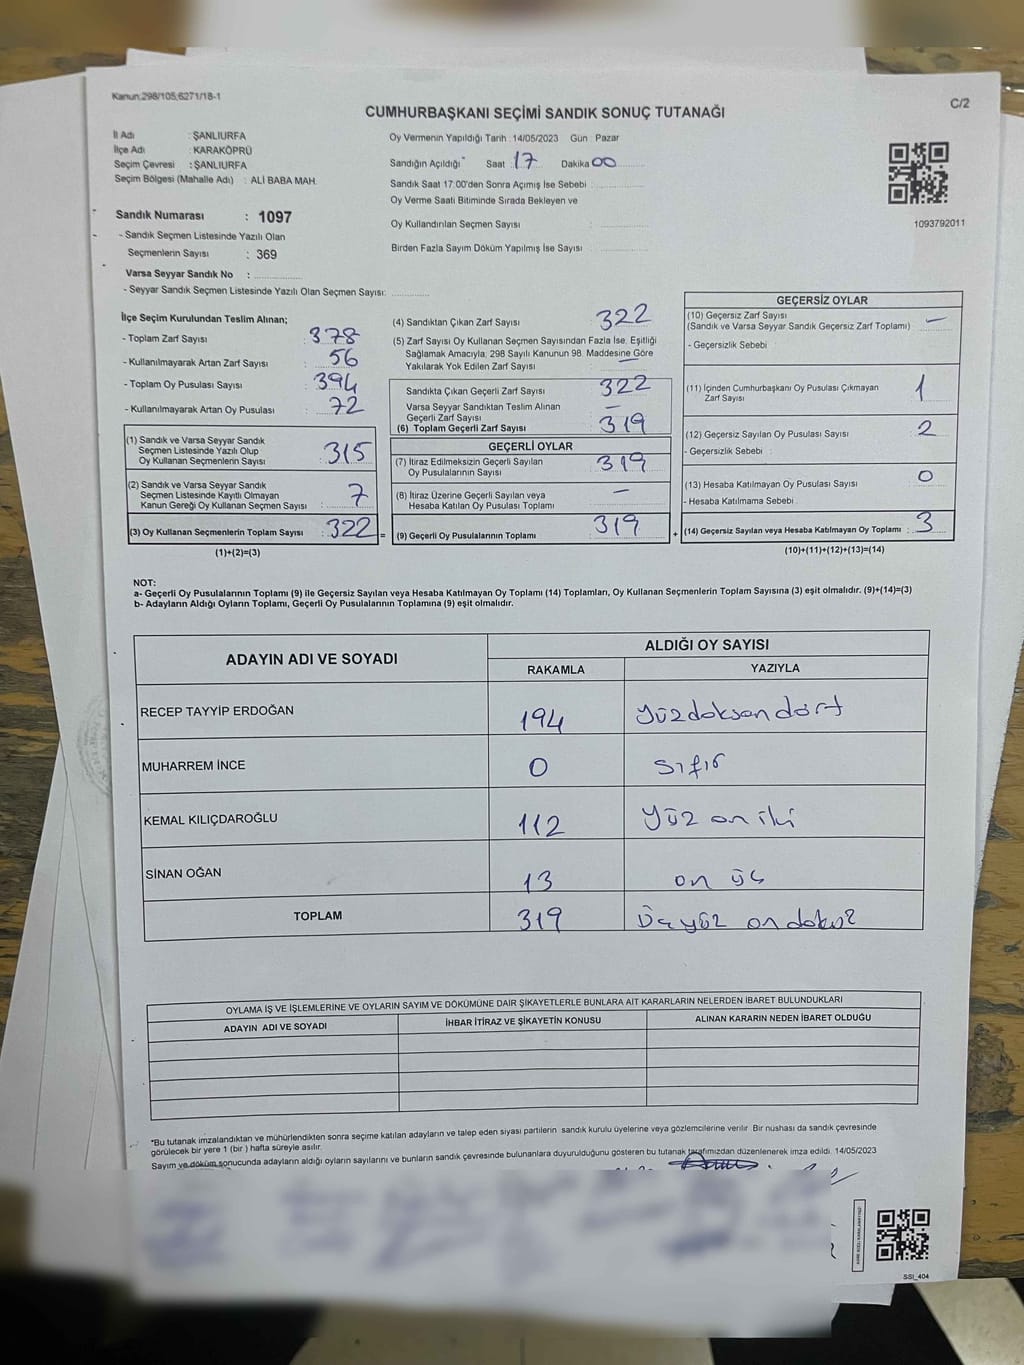 Kanun:298/105,6271/18-1
C/2
CUMHURBAŞKANI SEÇİMİ SANDIK SONUÇ TUTANAĞI
İl Adı : ŞANLIURFA
İlçe Adı : KARAKÖPRÜ
Seçim Çevresi : ŞANLIURFA
Seçim Bölgesi (Mahalle Adı) : ALİ BABA MAH.
Sandık Numarası : 1097
- Sandık Seçmen Listesinde Yazılı Olan
Seçmenlerin Sayısı : 369
Varsa Seyyar Sandık No :
- Seyyar Sandık Seçmen Listesinde Yazılı Olan Seçmen Sayısı:
Oy Vermenin Yapıldığı Tarih :14/05/2023 Gün : Pazar
Sandığın Açıldığı* Saat : 17 Dakika 00
Sandık Saat 17:00'den Sonra Açımış İse Sebebi :
Oy Verme Saati Bitiminde Sırada Bekleyen ve
Oy Kullandırılan Seçmen Sayısı :
Birden Fazla Sayım Döküm Yapılmış İse Sayısı :
1093792011
İlçe Seçim Kurulundan Teslim Alınan;
- Toplam Zarf Sayısı : 378
- Kullanılmayarak Artan Zarf Sayısı : 56
- Toplam Oy Pusulası Sayısı : 394
- Kullanılmayarak Artan Oy Pusulası : 72
(1) Sandık ve Varsa Seyyar Sandık
Seçmen Listesinde Yazılı Olup
Oy Kullanan Seçmenlerin Sayısı : 315
(2) Sandık ve Varsa Seyyar Sandık
Seçmen Listesinde Kayıtlı Olmayan
Kanun Gereği Oy Kullanan Seçmen Sayısı : 7
(3) Oy Kullanan Seçmenlerin Toplam Sayısı : 322 =
(1)+(2)=(3)
(4) Sandıktan Çıkan Zarf Sayısı : 322
(5) Zarf Sayısı Oy Kullanan Seçmen Sayısından Fazla İse, Eşitliği
Sağlamak Amacıyla, 298 Sayılı Kanunun 98. Maddesine Göre
Yakılarak Yok Edilen Zarf Sayısı : –
Sandıkta Çıkan Geçerli Zarf Sayısı : 322
Varsa Seyyar Sandıktan Teslim Alınan
Geçerli Zarf Sayısı : –
(6) Toplam Geçerli Zarf Sayısı : 319
GEÇERLİ OYLAR
(7) İtiraz Edilmeksizin Geçerli Sayılan
Oy Pusulalarının Sayısı : 319
(8) İtiraz Üzerine Geçerli Sayılan veya
Hesaba Katılan Oy Pusulası Toplamı : –
(9) Geçerli Oy Pusulalarının Toplamı : 319 +
GEÇERSİZ OYLAR
(10) Geçersiz Zarf Sayısı
(Sandık ve Varsa Seyyar Sandık Geçersiz Zarf Toplamı) : –
- Geçersizlik Sebebi
(11) İçinden Cumhurbaşkanı Oy Pusulası Çıkmayan
Zarf Sayısı : 1
(12) Geçersiz Sayılan Oy Pusulası Sayısı : 2
- Geçersizlik Sebebi :
(13) Hesaba Katılmayan Oy Pusulası Sayısı : 0
- Hesaba Katılmama Sebebi
(14) Geçersiz Sayılan veya Hesaba Katılmayan Oy Toplamı : 3
(10)+(11)+(12)+(13)=(14)
NOT:
a- Geçerli Oy Pusulalarının Toplamı (9) ile Geçersiz Sayılan veya Hesaba Katılmayan Oy Toplamı (14) Toplamları, Oy Kullanan Seçmenlerin Toplam Sayısına (3) eşit olmalıdır. (9)+(14)=(3)
b- Adayların Aldığı Oyların Toplamı, Geçerli Oy Pusulalarının Toplamına (9) eşit olmalıdır.
ADAYIN ADI VE SOYADI ALDIĞI OY SAYISI
RAKAMLA YAZIYLA
RECEP TAYYİP ERDOĞAN 194 yüzdoksan dört
MUHARREM İNCE 0 sıfır
KEMAL KILIÇDAROĞLU 112 yüz on iki
SİNAN OĞAN 13 on üç
TOPLAM 319 üç yüz on dokuz
OYLAMA İŞ VE İŞLEMLERİNE VE OYLARIN SAYIM VE DÖKÜMÜNE DAİR ŞİKAYETLERLE BUNLARA AİT KARARLARIN NELERDEN İBARET BULUNDUKLARI
ADAYIN ADI VE SOYADI İHBAR İTİRAZ VE ŞİKAYETİN KONUSU ALINAN KARARIN NEDEN İBARET OLDUĞU
*Bu tutanak imzalandıktan ve mühürlendikten sonra seçime katılan adayların ve talep eden siyasi partilerin sandık kurulu üyelerine veya gözlemcilerine verilir. Bir nushası da sandık çevresinde
görülecek bir yere 1 (bir ) hafta süreyle asılır.
Sayım ve döküm sonucunda adayların aldığı oyların sayılarını ve bunların sandık çevresinde bulunanlara duyurulduğunu gösteren bu tutanak tarafımızdan düzenlenerek imza edildi. 14/05/2023
SSI_404